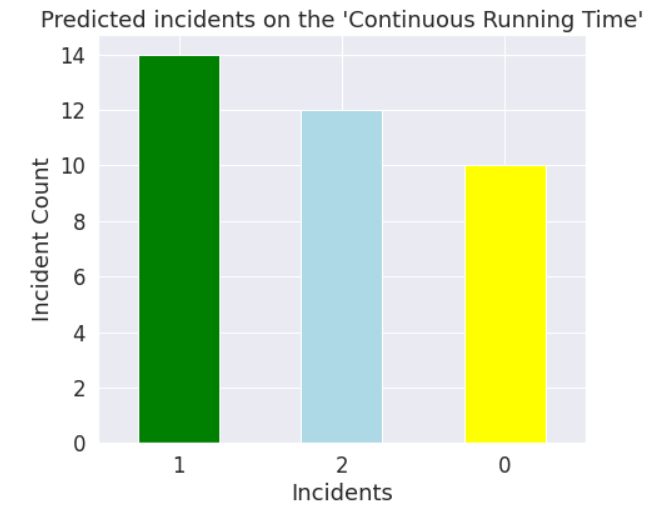 Predicted incidents on the 'Continuous Running Time'
14
12
10
8
6
4
2
0
Incident Count
1 2 0
Incidents